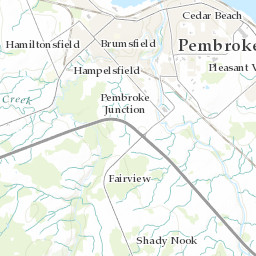 Cedar Beach
Hamiltonsfield
Brumsfield
Pembroke
Pleasant V
Hampelsfield
Creek
Pembroke
Junction
Fairview
Shady Nook